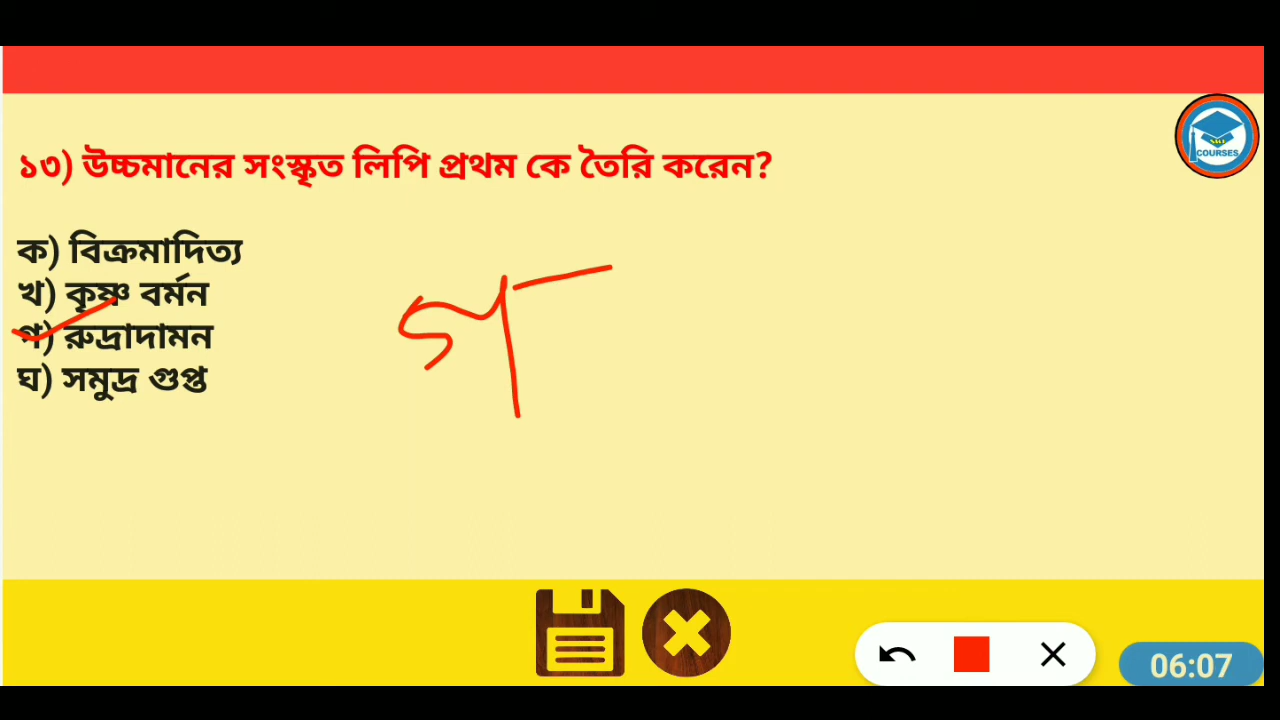 ১৩) উচ্চমানের সংস্কৃত লিপি প্রথম কে তৈরি করেন?
ক) বিক্রমাদিত্য
খ) কৃষ্ণ বর্মন
গ) রুদ্রাদামন
ঘ) সমুদ্র গুপ্ত
COURSES
06:07